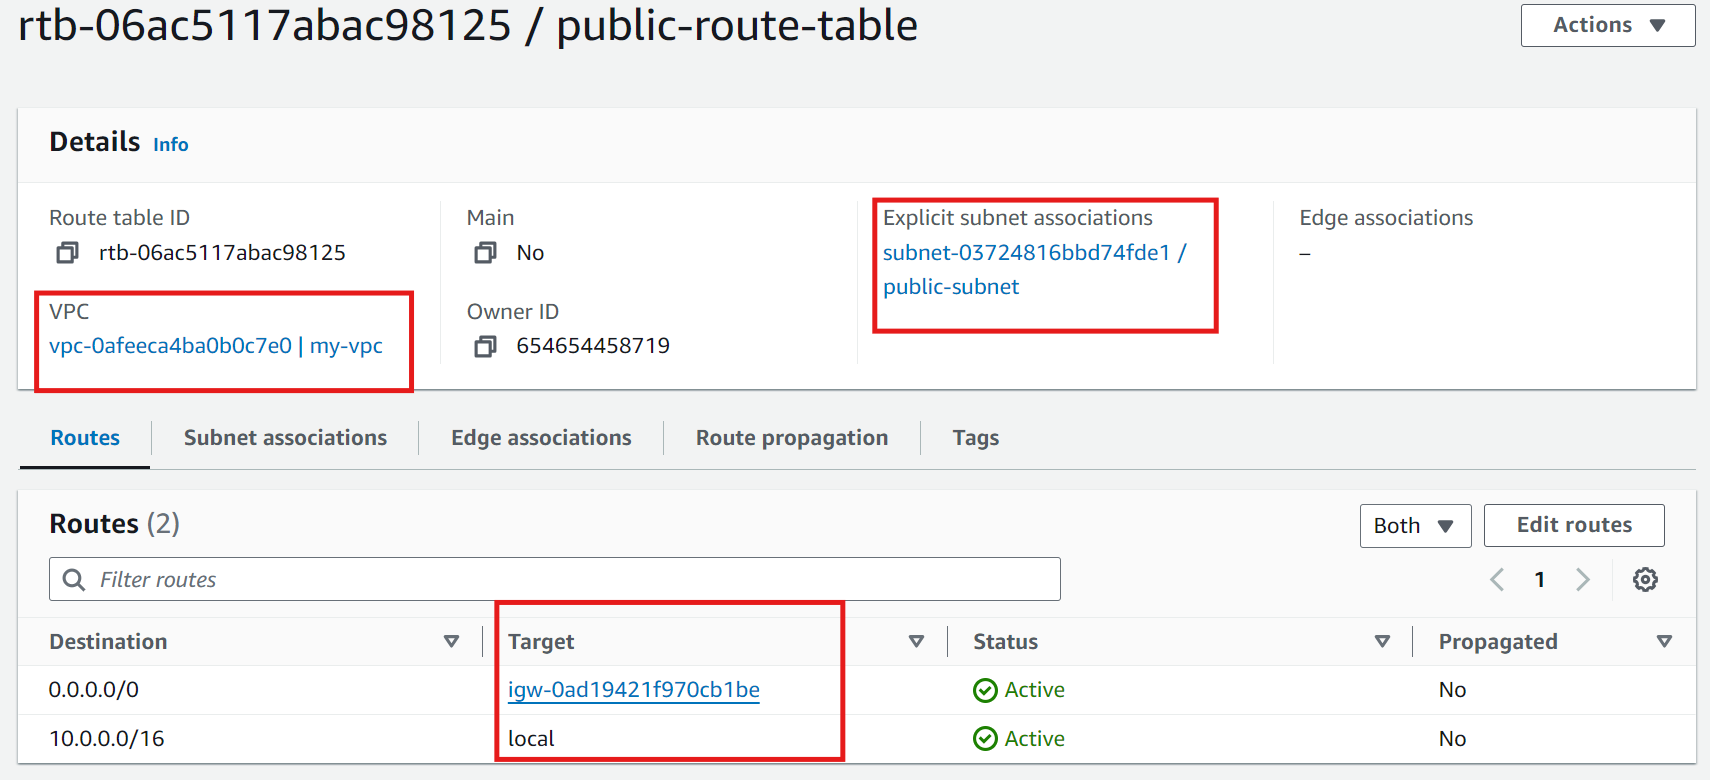 rtb-06ac5117abac98125 / public-route-table
Actions
Details Info
Route table ID
rtb-06ac5117abac98125
Main
No
Explicit subnet associations
subnet-03724816bbd74fde1 /
public-subnet
Edge associations
–
VPC
vpc-0afeeca4ba0b0c7e0 | my-vpc
Owner ID
654654458719
Routes Subnet associations Edge associations Route propagation Tags
Routes (2)
Both Edit routes
Filter routes
1
Destination Target Status Propagated
0.0.0.0/0 igw-0ad19421f970cb1be Active No
10.0.0.0/16 local Active No